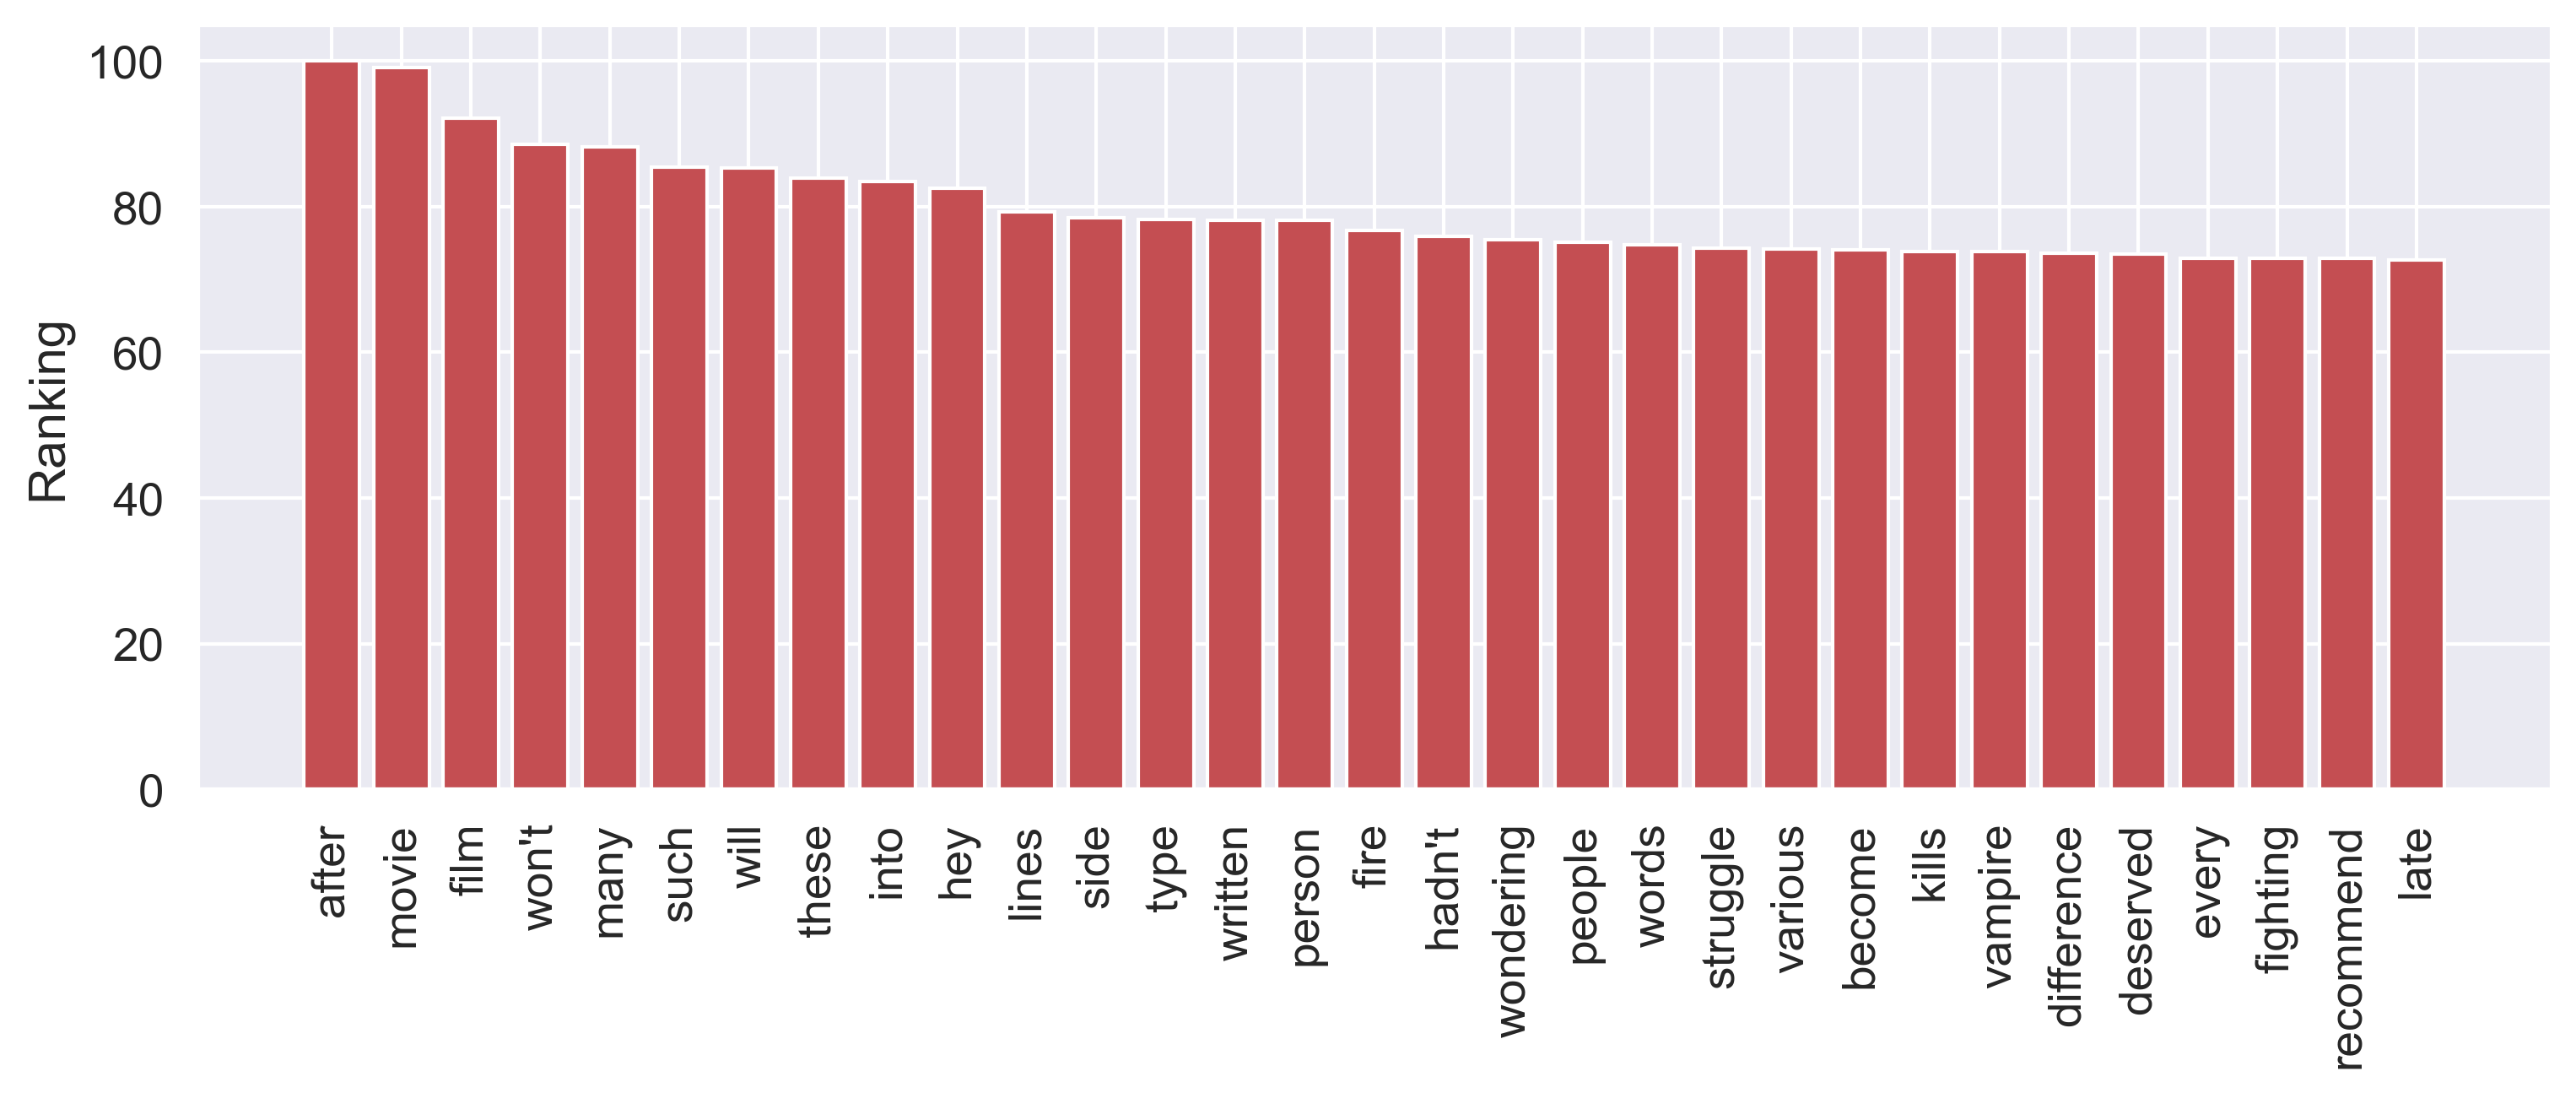 Ranking
100
80
60
40
20
0
after
movie
film
won't
many
such
will
these
into
hey
lines
side
type
written
person
fire
hadn't
wondering
people
words
struggle
various
become
kills
vampire
difference
deserved
every
fighting
recommend
late